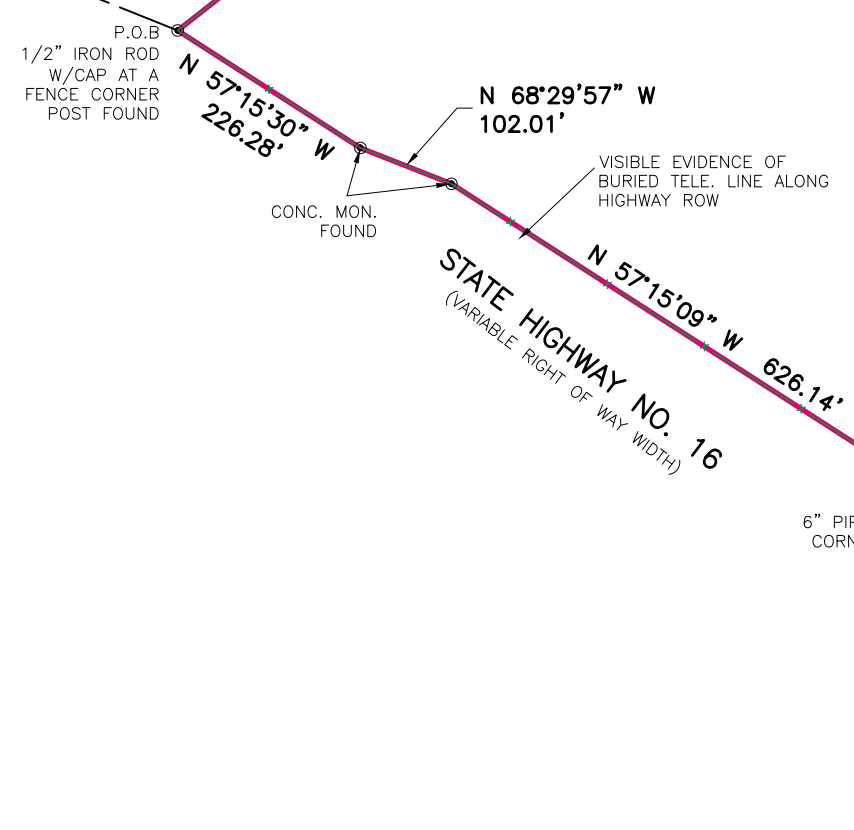 P.O.B
1/2" IRON ROD
W/CAP AT A
FENCE CORNER
POST FOUND
N 57°15'30" W
226.28'
N 68°29'57" W
102.01'
CONC. MON.
FOUND
VISIBLE EVIDENCE OF
BURIED TELE. LINE ALONG
HIGHWAY ROW
N 57°15'09" W 626.14'
STATE HIGHWAY NO. 16
(VARIABLE RIGHT OF WAY WIDTH)
6"